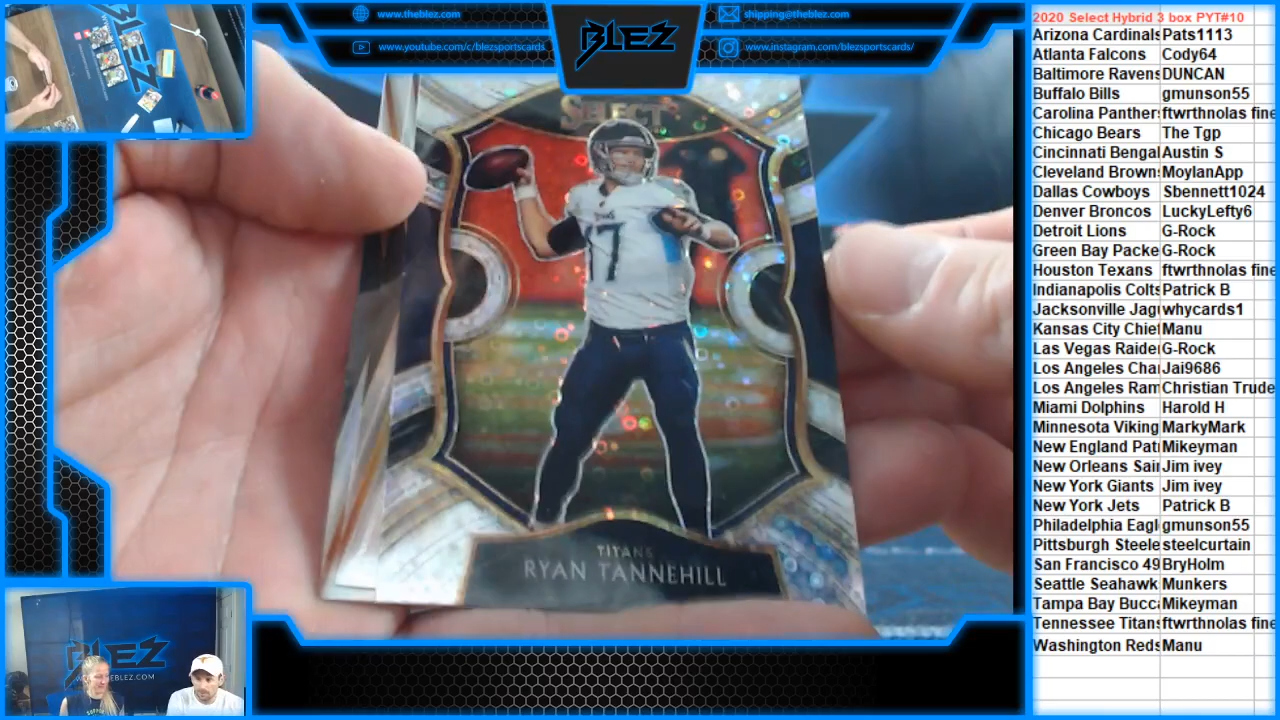 www.theblez.com
www.youtube.com/c/blezsportscards
BLEZ
shipping@theblez.com
www.instagram.com/blezsportscards/
SELECT
17
TITANS
RYAN TANNEHILL
BLEZ
2020 Select Hybrid 3 box PYT#10
Arizona Cardinals Pats1113
Atlanta Falcons Cody64
Baltimore Ravens DUNCAN
Buffalo Bills gmunson55
Carolina Panther ftwrthnolas fine
Chicago Bears The Tgp
Cincinnati Bengal Austin S
Cleveland Browns MoylanApp
Dallas Cowboys Sbennett1024
Denver Broncos LuckyLefty6
Detroit Lions G-Rock
Green Bay Packe G-Rock
Houston Texans ftwrthnolas fine
Indianapolis Colts Patrick B
Jacksonville Jag whycards1
Kansas City Chief Manu
Las Vegas Raide G-Rock
Los Angeles Cha Jai9686
Los Angeles Ram Christian Trude
Miami Dolphins Harold H
Minnesota Viking MarkyMark
New England Pat Mikeyman
New Orleans Sai Jim ivey
New York Giants Jim ivey
New York Jets Patrick B
Philadelphia Eagl gmunson55
Pittsburgh Steele steelcurtain
San Francisco 49 BryHolm
Seattle Seahawk Munkers
Tampa Bay Bucca Mikeyman
Tennessee Titans ftwrthnolas fine
Washington Reds Manu